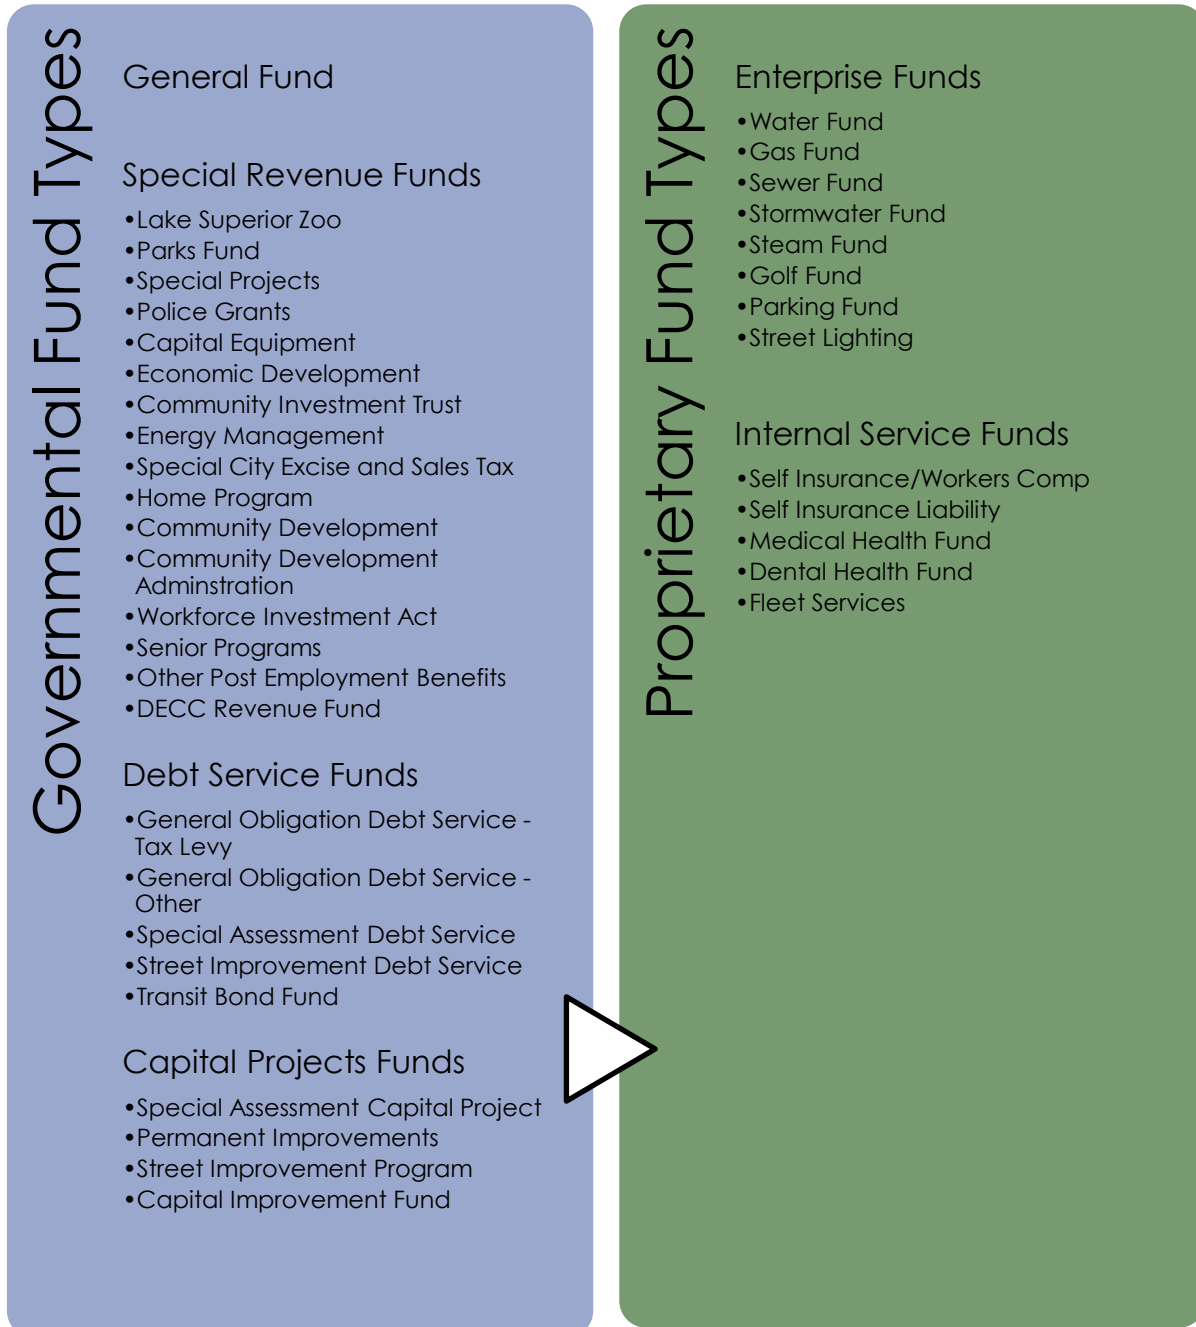 Governmental Fund Types
General Fund
Special Revenue Funds
•Lake Superior Zoo
•Parks Fund
•Special Projects
•Police Grants
•Capital Equipment
•Economic Development
•Community Investment Trust
•Energy Management
•Special City Excise and Sales Tax
•Home Program
•Community Development
•Community Development
Adminstration
•Workforce Investment Act
•Senior Programs
•Other Post Employment Benefits
•DECC Revenue Fund
Debt Service Funds
•General Obligation Debt Service -
Tax Levy
•General Obligation Debt Service -
Other
•Special Assessment Debt Service
•Street Improvement Debt Service
•Transit Bond Fund
Capital Projects Funds
•Special Assessment Capital Project
•Permanent Improvements
•Street Improvement Program
•Capital Improvement Fund
Proprietary Fund Types
Enterprise Funds
•Water Fund
•Gas Fund
•Sewer Fund
•Stormwater Fund
•Steam Fund
•Golf Fund
•Parking Fund
•Street Lighting
Internal Service Funds
•Self Insurance/Workers Comp
•Self Insurance Liability
•Medical Health Fund
•Dental Health Fund
•Fleet Services